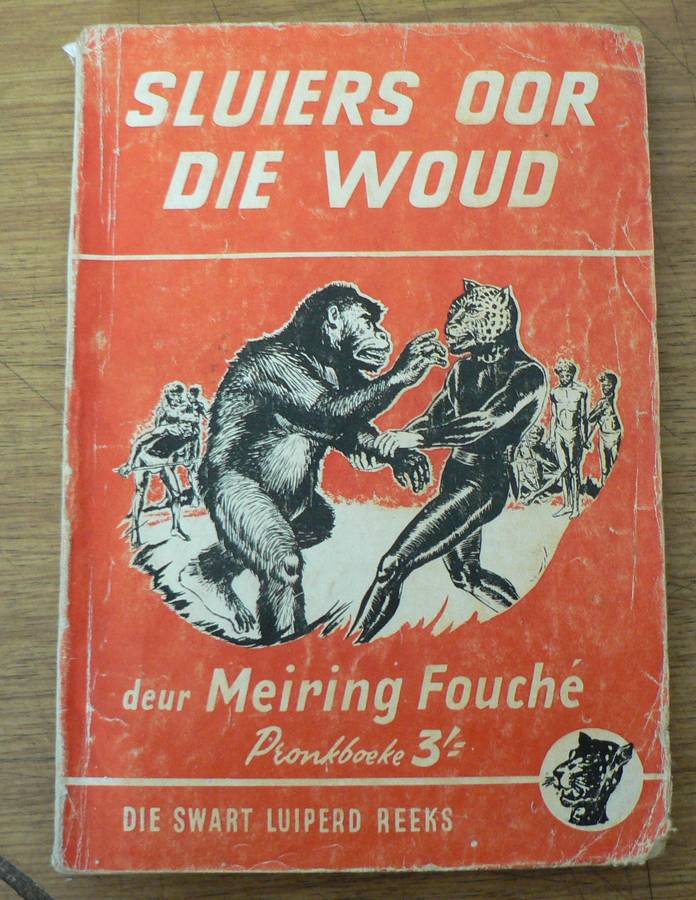 SLUIERS OOR
DIE WOUD
deur Meiring Fouché
Pronkboeke 3/=
DIE SWART LUIPERD REEKS